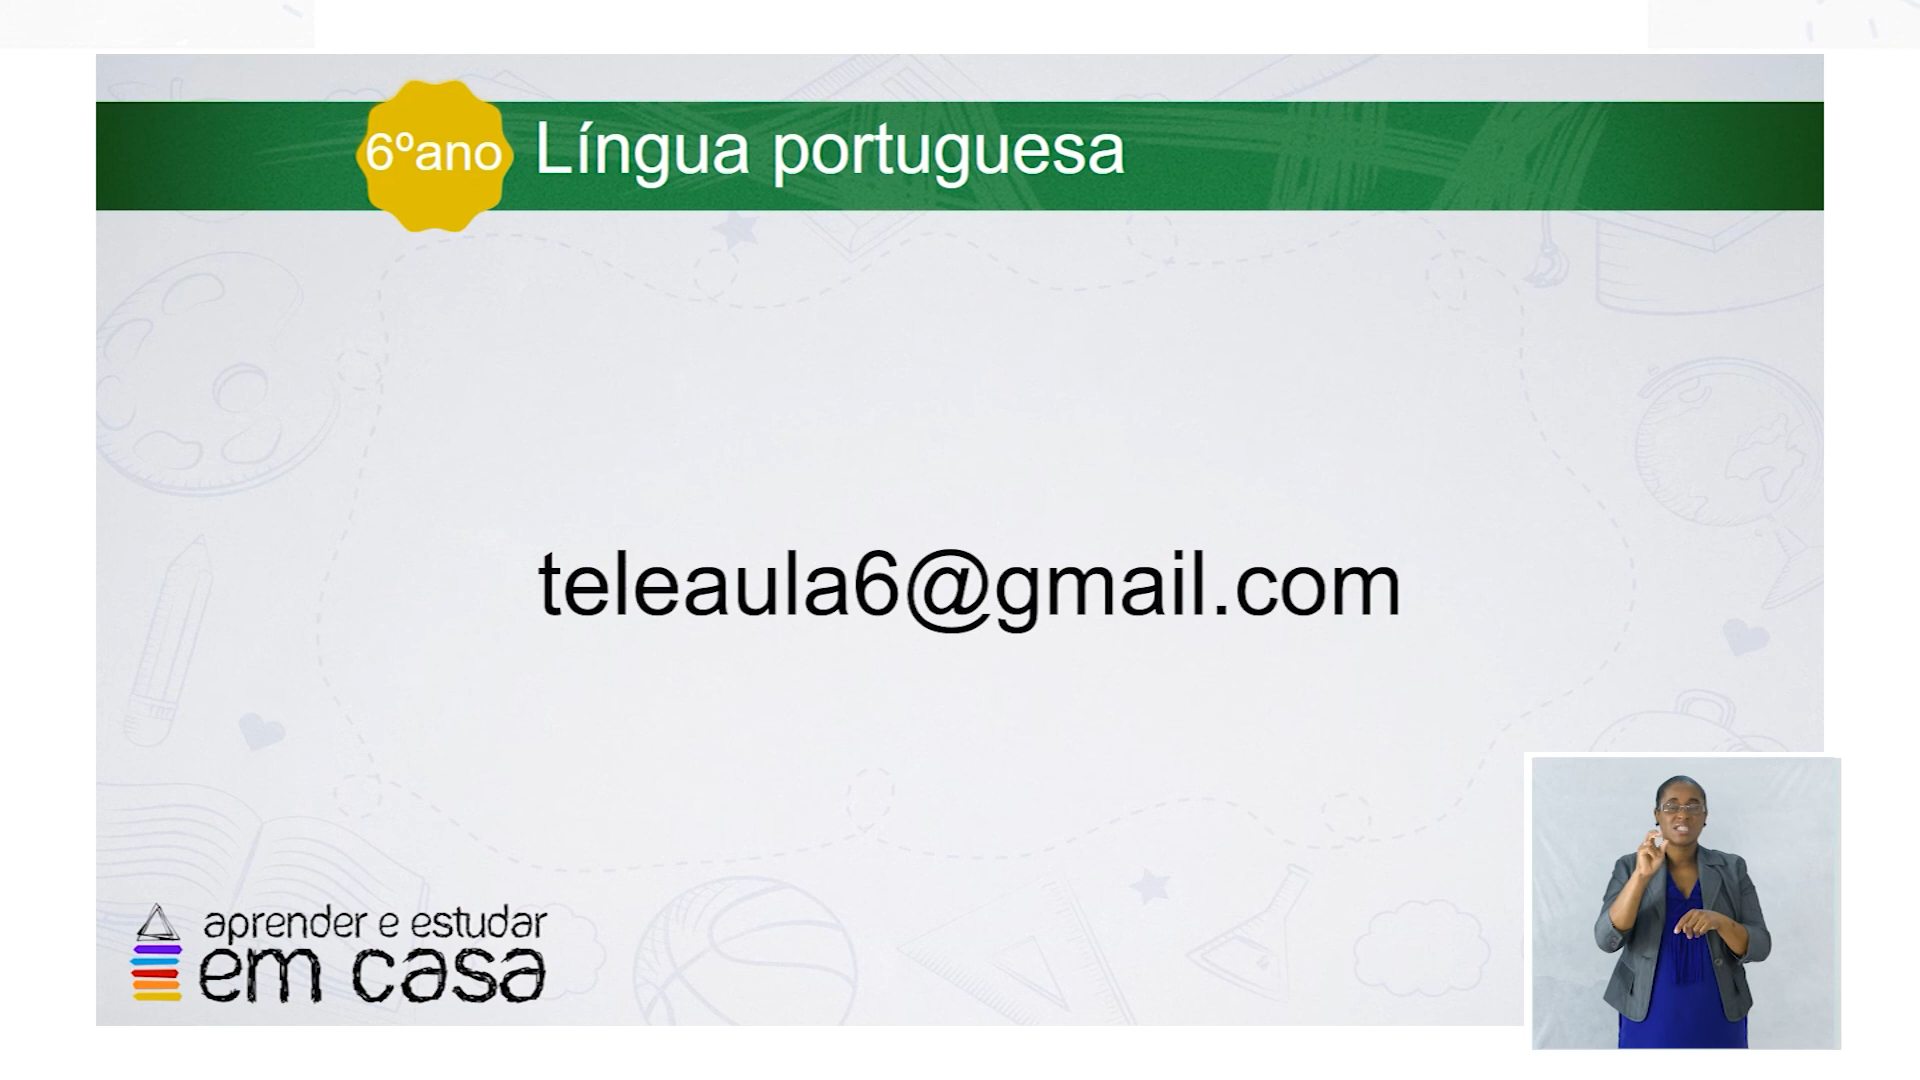 6ºano
Língua portuguesa
teleaula6@gmail.com
aprender e estudar
em casa